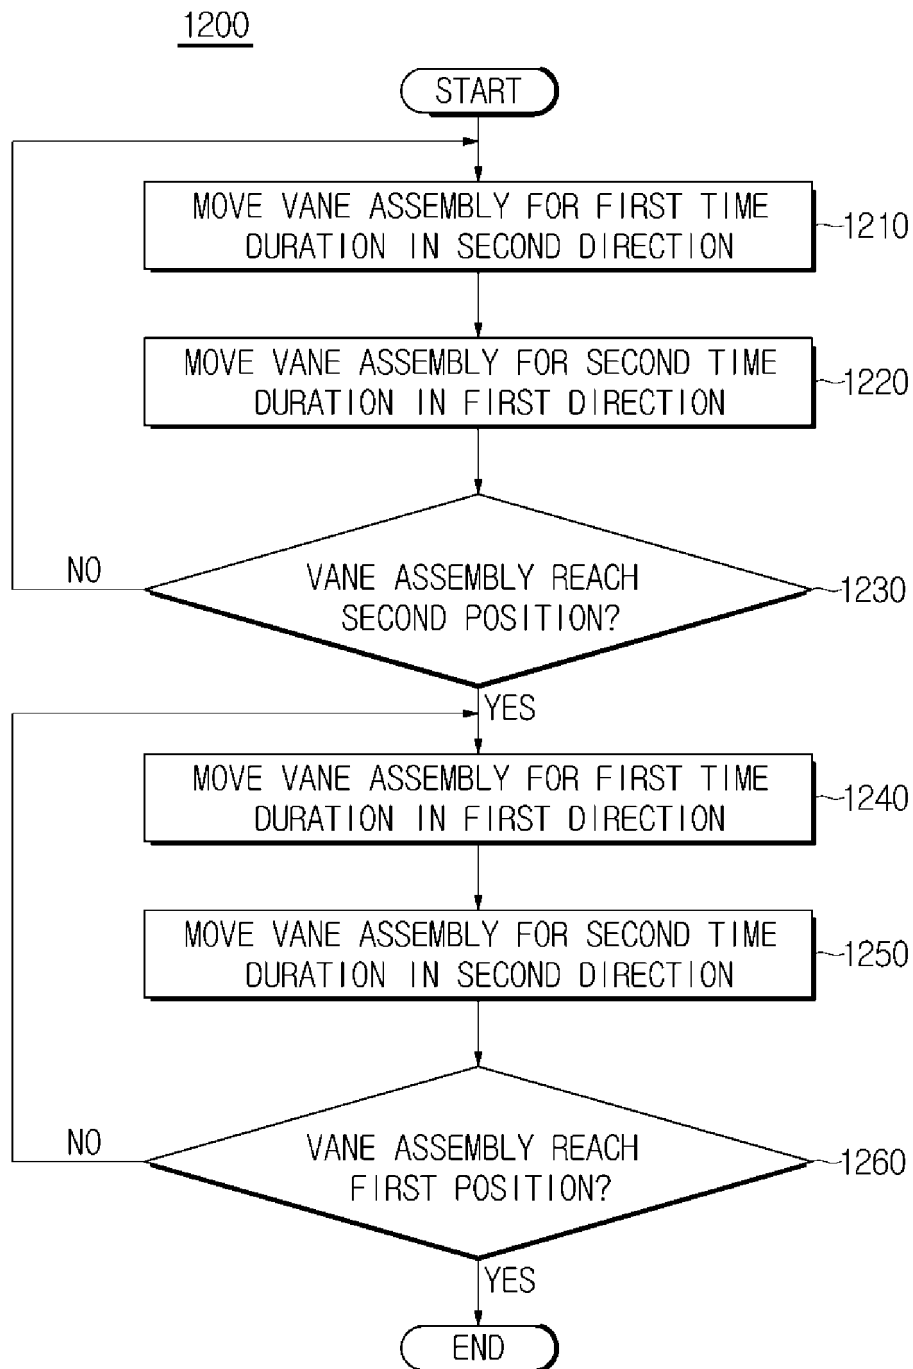 1200
START
MOVE VANE ASSEMBLY FOR FIRST TIME
DURATION IN SECOND DIRECTION
1210
MOVE VANE ASSEMBLY FOR SECOND TIME
DURATION IN FIRST DIRECTION
1220
NO
VANE ASSEMBLY REACH
SECOND POSITION?
1230
YES
MOVE VANE ASSEMBLY FOR FIRST TIME
DURATION IN FIRST DIRECTION
1240
MOVE VANE ASSEMBLY FOR SECOND TIME
DURATION IN SECOND DIRECTION
1250
NO
VANE ASSEMBLY REACH
FIRST POSITION?
1260
YES
END